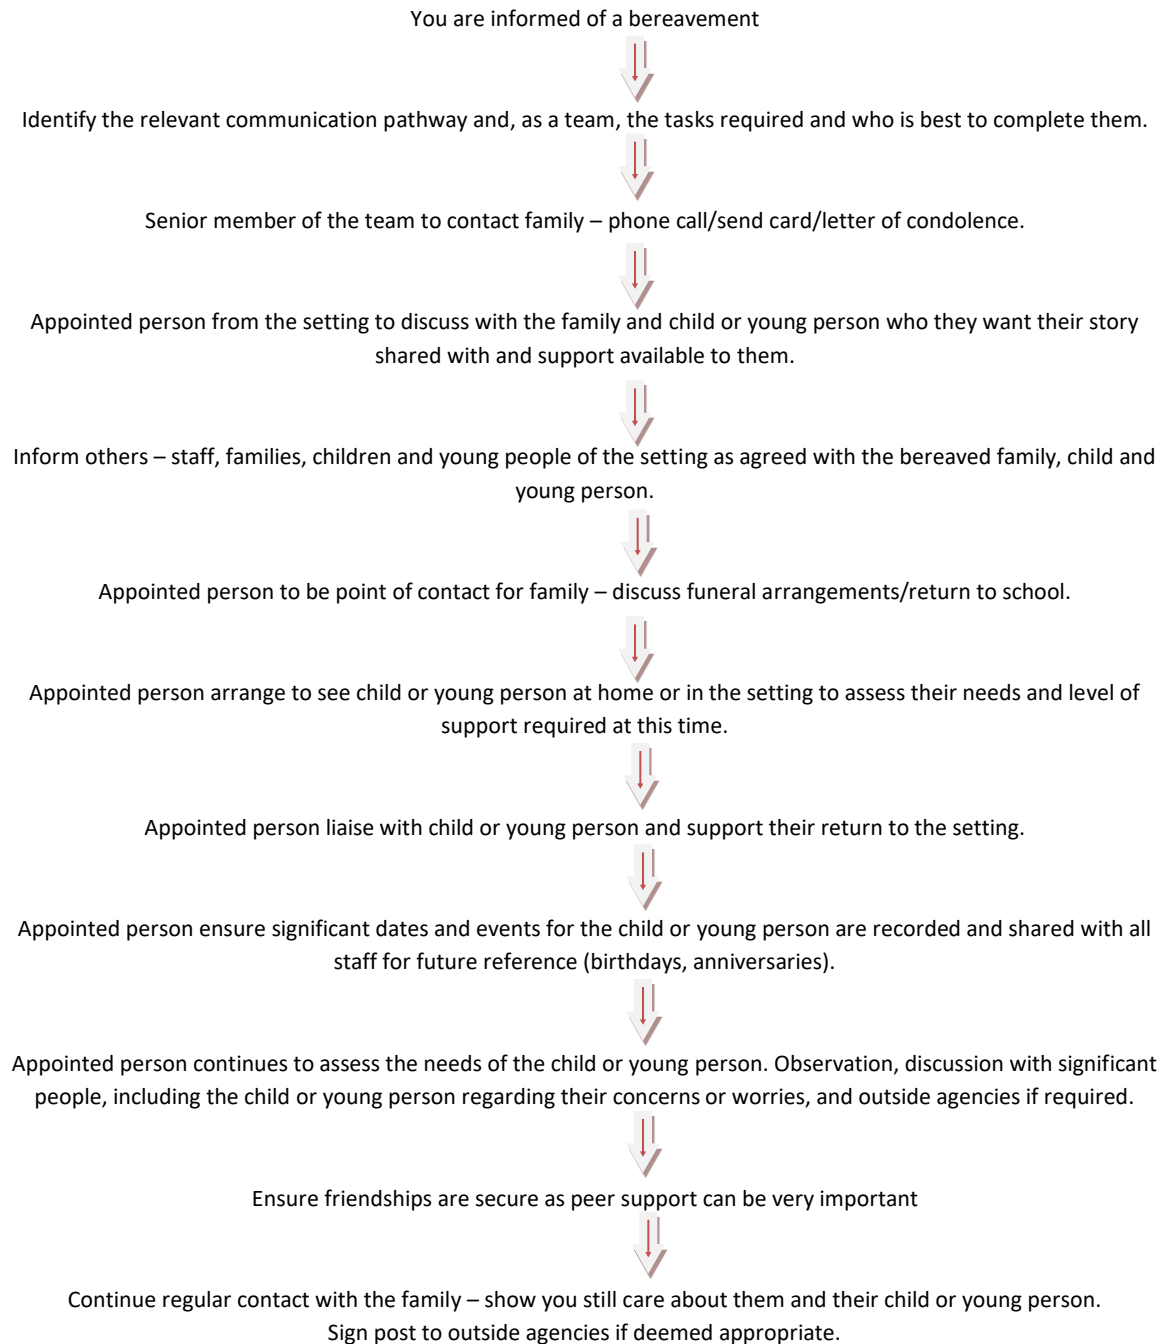 You are informed of a bereavement
Identify the relevant communication pathway and, as a team, the tasks required and who is best to complete them.
Senior member of the team to contact family – phone call/send card/letter of condolence.
Appointed person from the setting to discuss with the family and child or young person who they want their story
shared with and support available to them.
Inform others – staff, families, children and young people of the setting as agreed with the bereaved family, child and
young person.
Appointed person to be point of contact for family – discuss funeral arrangements/return to school.
Appointed person arrange to see child or young person at home or in the setting to assess their needs and level of
support required at this time.
Appointed person liaise with child or young person and support their return to the setting.
Appointed person ensure significant dates and events for the child or young person are recorded and shared with all
staff for future reference (birthdays, anniversaries).
Appointed person continues to assess the needs of the child or young person. Observation, discussion with significant
people, including the child or young person regarding their concerns or worries, and outside agencies if required.
Ensure friendships are secure as peer support can be very important
Continue regular contact with the family – show you still care about them and their child or young person.
Sign post to outside agencies if deemed appropriate.